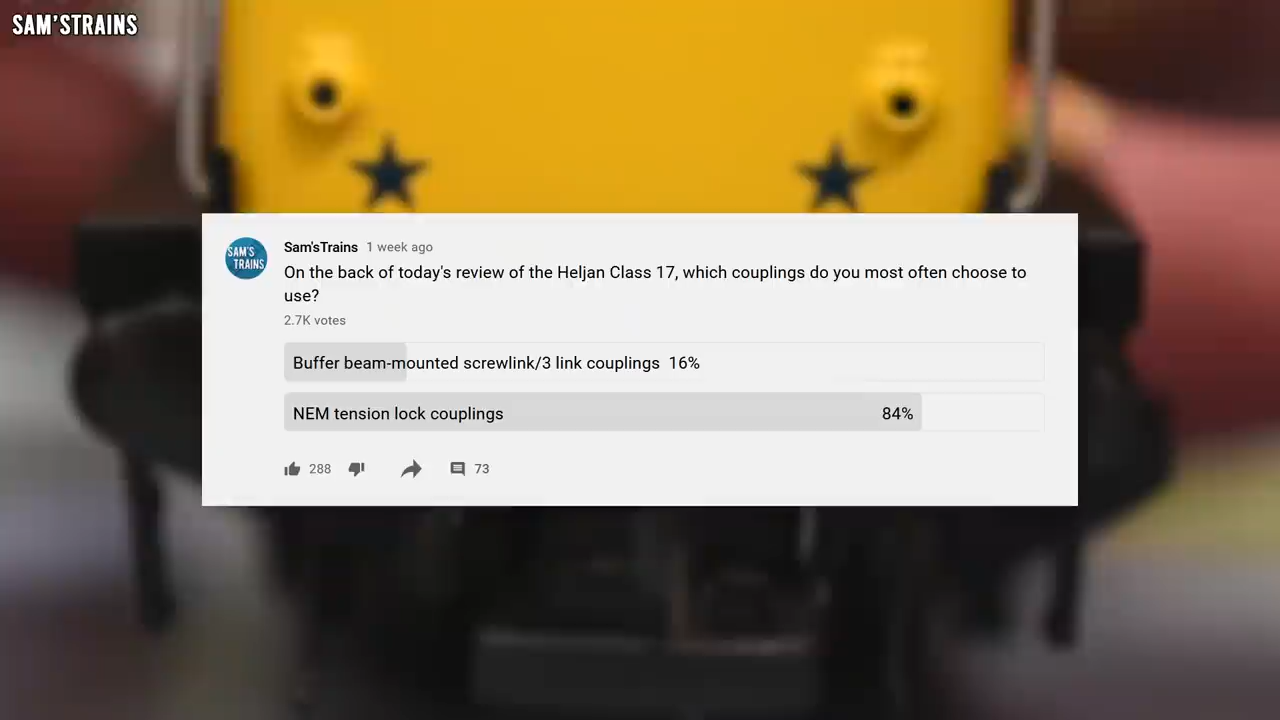 SAM'STRAINS
SAM'S
TRAINS
Sam'sTrains 1 week ago
On the back of today's review of the Heljan Class 17, which couplings do you most often choose to
use?
2.7K votes
Buffer beam-mounted screwlink/3 link couplings 16%
NEM tension lock couplings 84%
288 73